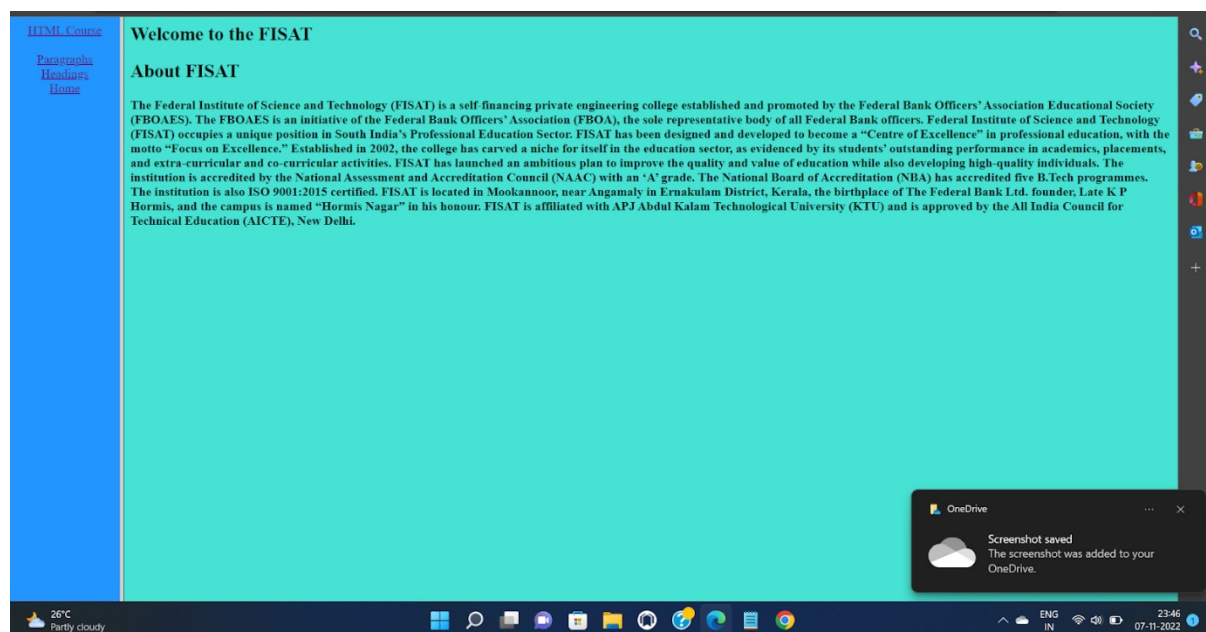 HTML Course
Paragraphs
Headings
Home
Welcome to the FISAT
About FISAT
The Federal Institute of Science and Technology (FISAT) is a self-financing private engineering college established and promoted by the Federal Bank Officers’ Association Educational Society
(FBOAES). The FBOAES is an initiative of the Federal Bank Officers’ Association (FBOA), the sole representative body of all Federal Bank officers. Federal Institute of Science and Technology
(FISAT) occupies a unique position in South India’s Professional Education Sector. FISAT has been designed and developed to become a “Centre of Excellence” in professional education, with the
motto “Focus on Excellence.” Established in 2002, the college has carved a niche for itself in the education sector, as evidenced by its students’ outstanding performance in academics, placements,
and extra-curricular and co-curricular activities. FISAT has launched an ambitious plan to improve the quality and value of education while also developing high-quality individuals. The
institution is accredited by the National Assessment and Accreditation Council (NAAC) with an ‘A’ grade. The National Board of Accreditation (NBA) has accredited five B.Tech programmes.
The institution is also ISO 9001:2015 certified. FISAT is located in Mookannoor, near Angamaly in Ernakulam District, Kerala, the birthplace of The Federal Bank Ltd. founder, Late K P
Hormis, and the campus is named “Hormis Nagar” in his honour. FISAT is affiliated with APJ Abdul Kalam Technological University (KTU) and is approved by the All India Council for
Technical Education (AICTE), New Delhi.
OneDrive
Screenshot saved
The screenshot was added to your
OneDrive.
26°C
Partly cloudy
ENG
IN
23:46
07-11-2022
1